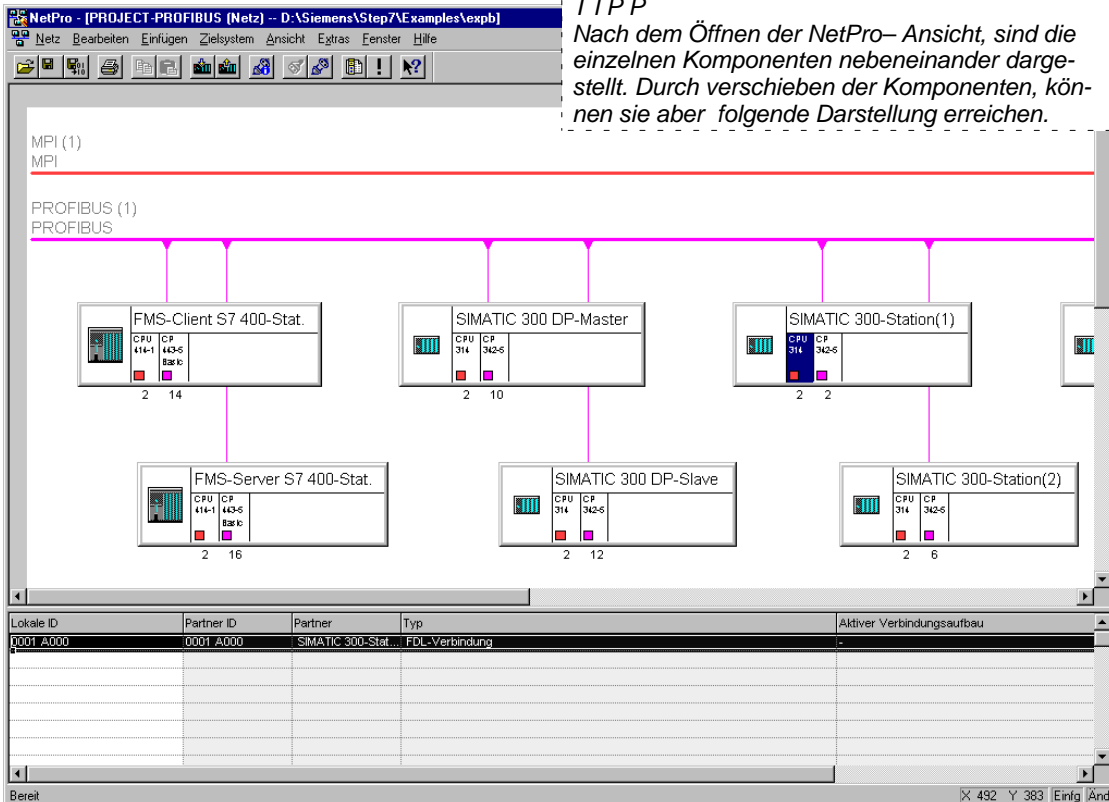 NetPro - [PROJECT-PROFIBUS (Netz) -- D:\Siemens\Step7\Examples\expb]
Netz Bearbeiten Einfügen Zielsystem Ansicht Extras Fenster Hilfe
T I P P
Nach dem Öffnen der NetPro– Ansicht, sind die
einzelnen Komponenten nebeneinander darge-
stellt. Durch verschieben der Komponenten, kön-
nen sie aber folgende Darstellung erreichen.
MPI (1)
MPI
PROFIBUS (1)
PROFIBUS
FMS-Client S7 400-Stat.
CPU 414-1
CP 443-5 Basic
2 14
SIMATIC 300 DP-Master
CPU 314
CP 342-5
2 10
SIMATIC 300-Station(1)
CPU 314
CP 342-5
2 2
FMS-Server S7 400-Stat.
CPU 414-1
CP 443-5 Basic
2 16
SIMATIC 300 DP-Slave
CPU 314
CP 342-5
2 12
SIMATIC 300-Station(2)
CPU 314
CP 342-5
2 6
Lokale ID Partner ID Partner Typ Aktiver Verbindungsaufbau
0001 A000 0001 A000 SIMATIC 300-Stat... FDL-Verbindung -
Bereit X 492 Y 383 Einfg Änd